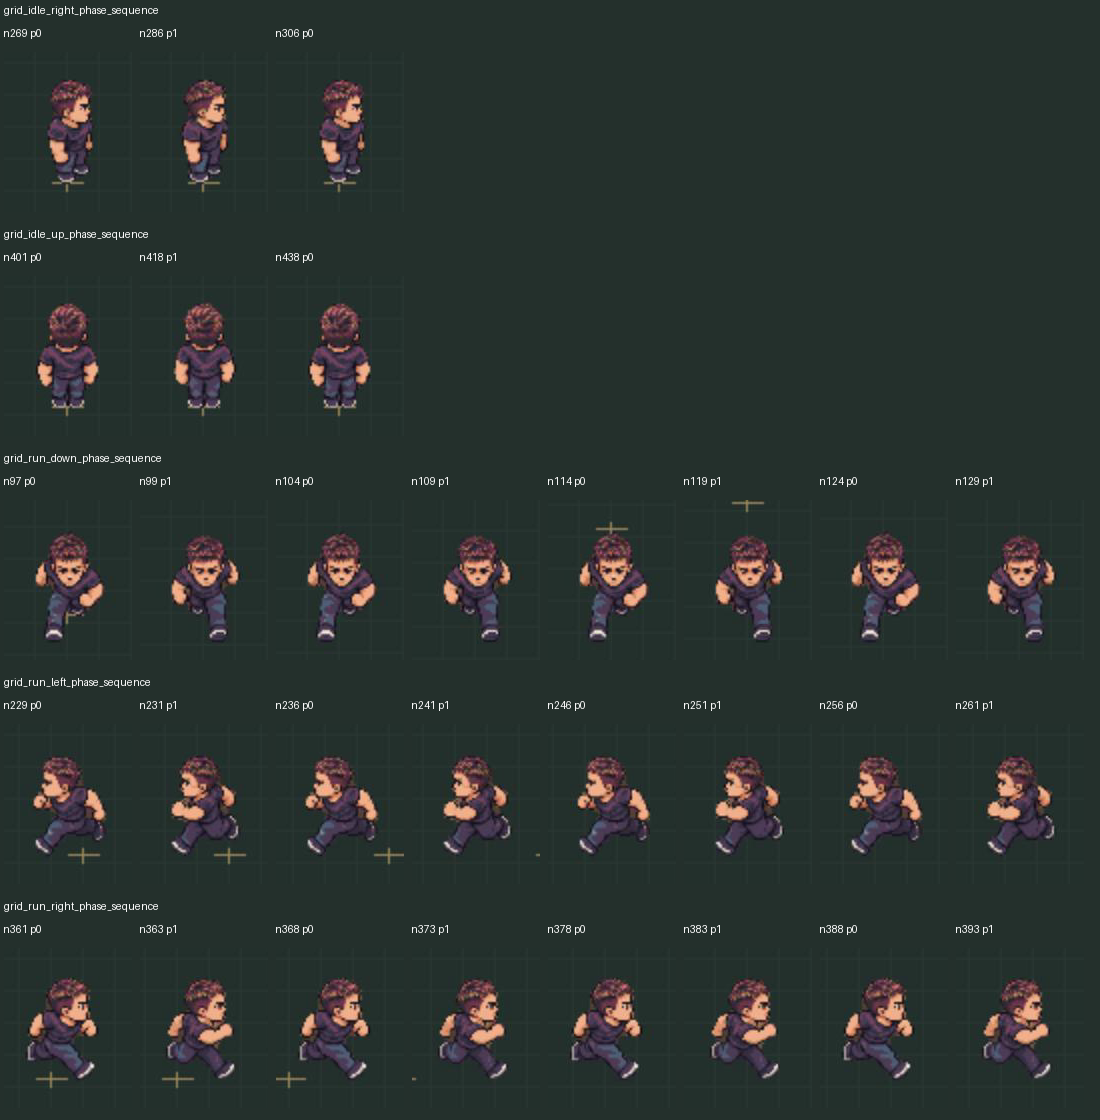 grid_idle_right_phase_sequence
n269 p0 n286 p1 n306 p0
grid_idle_up_phase_sequence
n401 p0 n418 p1 n438 p0
grid_run_down_phase_sequence
n97 p0 n99 p1 n104 p0 n109 p1 n114 p0 n119 p1 n124 p0 n129 p1
grid_run_left_phase_sequence
n229 p0 n231 p1 n236 p0 n241 p1 n246 p0 n251 p1 n256 p0 n261 p1
grid_run_right_phase_sequence
n361 p0 n363 p1 n368 p0 n373 p1 n378 p0 n383 p1 n388 p0 n393 p1